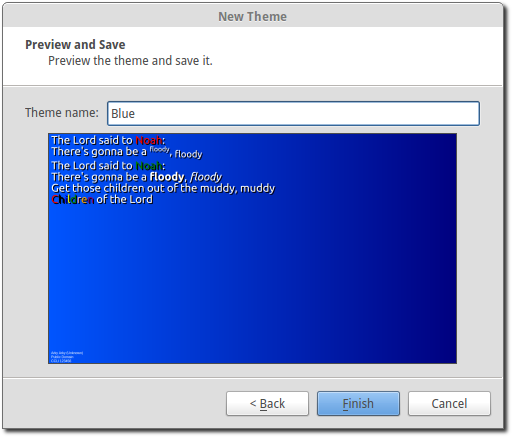 New Theme
Preview and Save
Preview the theme and save it.
Theme name: Blue
The Lord said to Noah:
There's gonna be a floody, floody
The Lord said to Noah:
There's gonna be a floody, floody
Get those children out of the muddy, muddy
Children of the Lord
< Back Finish Cancel